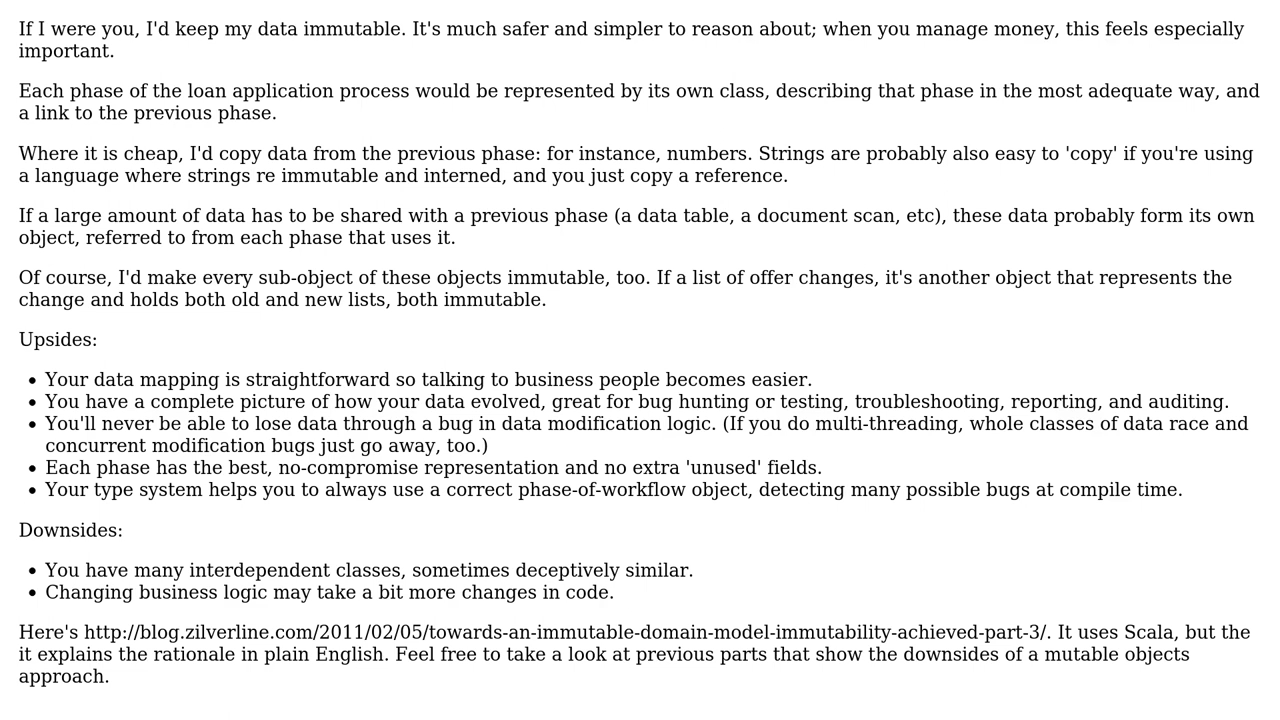 If I were you, I'd keep my data immutable. It's much safer and simpler to reason about; when you manage money, this feels especially
important.
Each phase of the loan application process would be represented by its own class, describing that phase in the most adequate way, and
a link to the previous phase.
Where it is cheap, I'd copy data from the previous phase: for instance, numbers. Strings are probably also easy to 'copy' if you're using
a language where strings re immutable and interned, and you just copy a reference.
If a large amount of data has to be shared with a previous phase (a data table, a document scan, etc), these data probably form its own
object, referred to from each phase that uses it.
Of course, I'd make every sub-object of these objects immutable, too. If a list of offer changes, it's another object that represents the
change and holds both old and new lists, both immutable.
Upsides:
• Your data mapping is straightforward so talking to business people becomes easier.
• You have a complete picture of how your data evolved, great for bug hunting or testing, troubleshooting, reporting, and auditing.
• You'll never be able to lose data through a bug in data modification logic. (If you do multi-threading, whole classes of data race and
concurrent modification bugs just go away, too.)
• Each phase has the best, no-compromise representation and no extra 'unused' fields.
• Your type system helps you to always use a correct phase-of-workflow object, detecting many possible bugs at compile time.
Downsides:
• You have many interdependent classes, sometimes deceptively similar.
• Changing business logic may take a bit more changes in code.
Here's http://blog.zilverline.com/2011/02/05/towards-an-immutable-domain-model-immutability-achieved-part-3/. It uses Scala, but the
it explains the rationale in plain English. Feel free to take a look at previous parts that show the downsides of a mutable objects
approach.